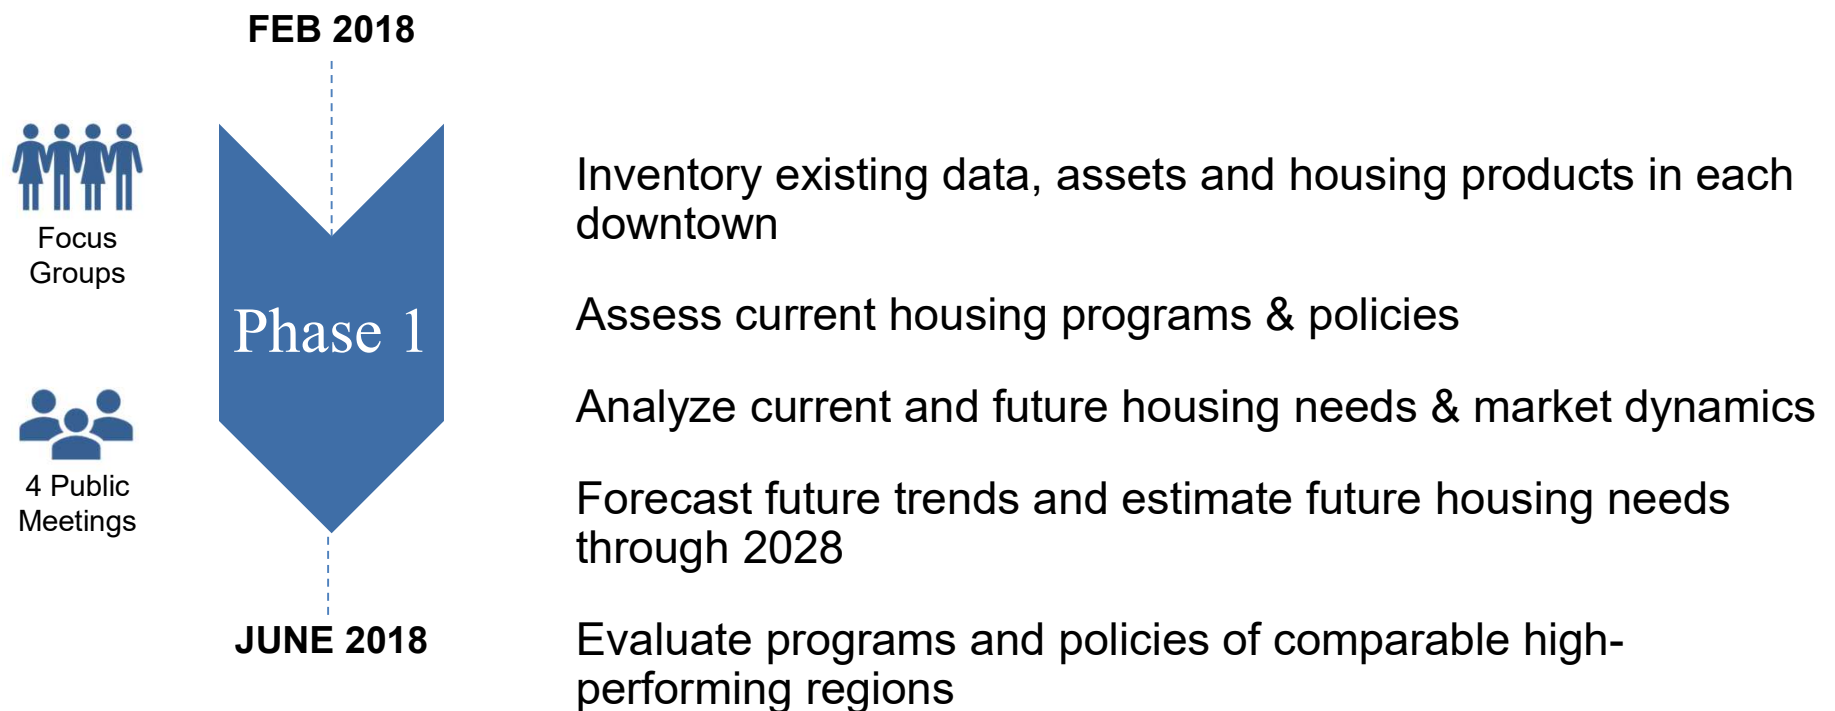 FEB 2018
Focus
Groups
Phase 1
4 Public
Meetings
JUNE 2018
Inventory existing data, assets and housing products in each
downtown
Assess current housing programs & policies
Analyze current and future housing needs & market dynamics
Forecast future trends and estimate future housing needs
through 2028
Evaluate programs and policies of comparable high-
performing regions